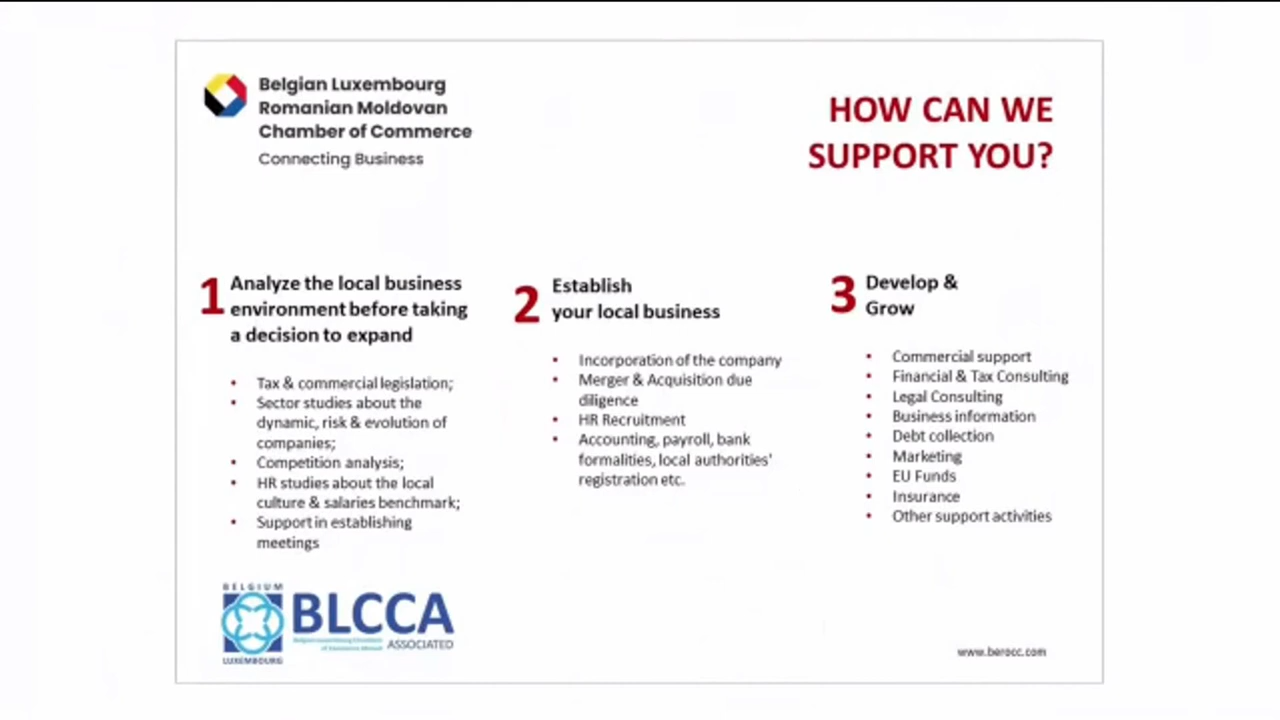 Belgian Luxembourg
Romanian Moldovan
Chamber of Commerce
Connecting Business
HOW CAN WE
SUPPORT YOU?
1 Analyze the local business
environment before taking
a decision to expand
• Tax & commercial legislation;
• Sector studies about the
dynamic, risk & evolution of
companies;
• Competition analysis;
• HR studies about the local
culture & salaries benchmark;
• Support in establishing
meetings
2 Establish
your local business
• Incorporation of the company
• Merger & Acquisition due
diligence
• HR Recruitment
• Accounting, payroll, bank
formalities, local authorities'
registration etc.
3 Develop &
Grow
• Commercial support
• Financial & Tax Consulting
• Legal Consulting
• Business information
• Debt collection
• Marketing
• EU Funds
• Insurance
• Other support activities
BELGIUM
LUXEMBOURG
BLCCA
ASSOCIATED
www.berocc.com